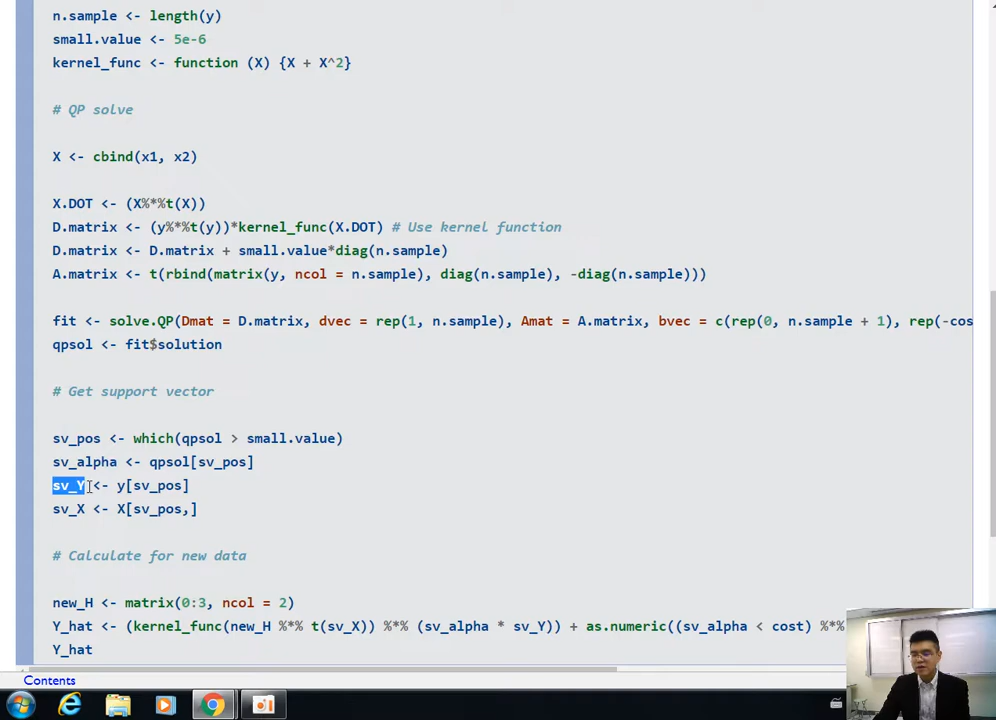 n.sample <- length(y)
small.value <- 5e-6
kernel_func <- function (X) {X + X^2}
# QP solve
X <- cbind(x1, x2)
X.DOT <- (X%*%t(X))
D.matrix <- (y%*%t(y))*kernel_func(X.DOT) # Use kernel function
D.matrix <- D.matrix + small.value*diag(n.sample)
A.matrix <- t(rbind(matrix(y, ncol = n.sample), diag(n.sample), -diag(n.sample)))
fit <- solve.QP(Dmat = D.matrix, dvec = rep(1, n.sample), Amat = A.matrix, bvec = c(rep(0, n.sample + 1), rep(-cos
qpsol <- fit$solution
# Get support vector
sv_pos <- which(qpsol > small.value)
sv_alpha <- qpsol[sv_pos]
sv_Y <- y[sv_pos]
sv_X <- X[sv_pos,]
# Calculate for new data
new_H <- matrix(0:3, ncol = 2)
Y_hat <- (kernel_func(new_H %*% t(sv_X)) %*% (sv_alpha * sv_Y)) + as.numeric((sv_alpha < cost) %*%
Y_hat
Contents